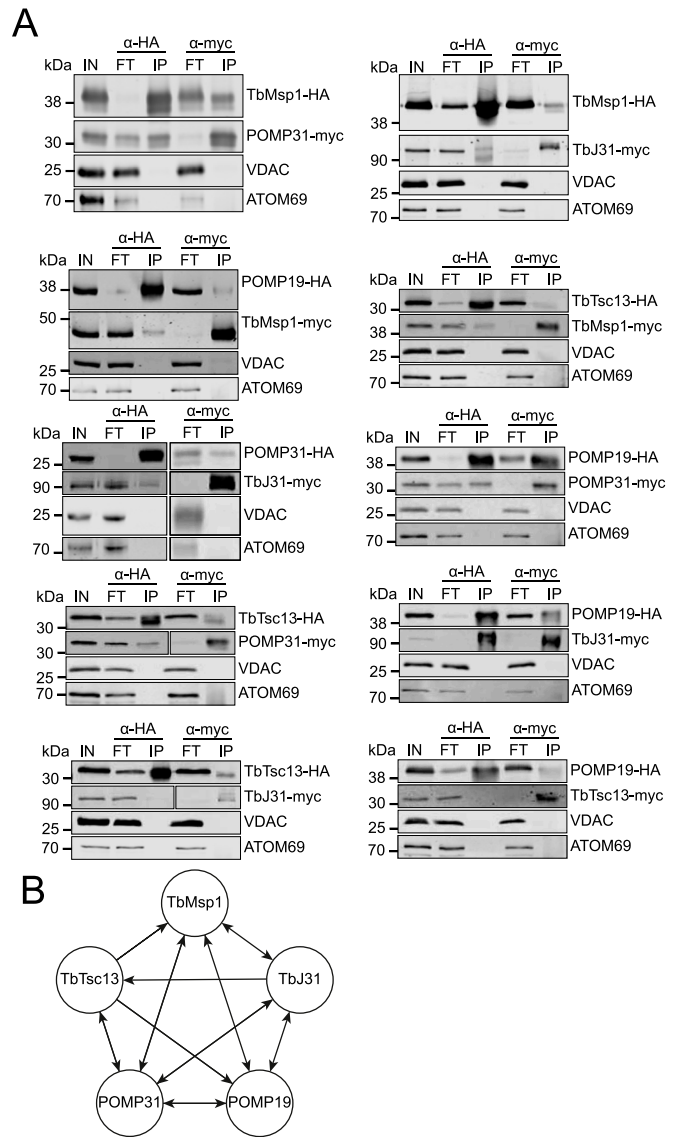 A
α-HA α-myc
kDa IN FT IP FT IP
38 TbMsp1-HA
30 POMP31-myc
25 VDAC
70 ATOM69
α-HA α-myc
IN FT IP FT IP
kDa
TbMsp1-HA
38
TbJ31-myc
90
VDAC
25
70 ATOM69
α-HA α-myc
kDa IN FT IP FT IP
38 POMP19-HA
50
TbMsp1-myc
38
25 VDAC
70 ATOM69
α-HA α-myc
kDa IN FT IP FT IP
30 TbTsc13-HA
38 TbMsp1-myc
25 VDAC
70 ATOM69
α-HA α-myc
kDa IN FT IP FT IP
25 POMP31-HA
90 TbJ31-myc
25 VDAC
70 ATOM69
α-HA α-myc
kDa IN FT IP FT IP
38 POMP19-HA
30 POMP31-myc
25 VDAC
70 ATOM69
α-HA α-myc
kDa IN FT IP FT IP
30 TbTsc13-HA
30 POMP31-myc
25 VDAC
70 ATOM69
α-HA α-myc
kDa IN FT IP FT IP
38 POMP19-HA
90 TbJ31-myc
25 VDAC
70 ATOM69
α-HA α-myc
kDa IN FT IP FT IP
30 TbTsc13-HA
90 TbJ31-myc
25 VDAC
70 ATOM69
α-HA α-myc
kDa IN FT IP FT IP
38 POMP19-HA
30 TbTsc13-myc
25 VDAC
70 ATOM69
B
TbMsp1
TbTsc13 TbJ31
POMP31 POMP19